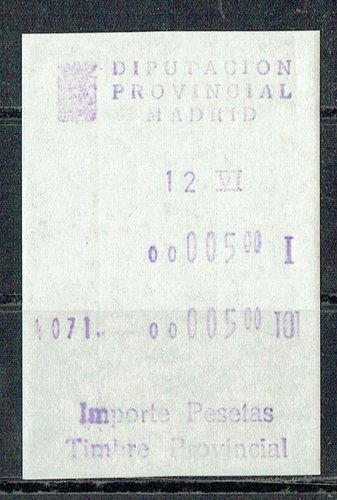 DIPUTACION
PROVINCIAL
MADRID
12 VI
00005 00 I
4071. 00005 00 101
Importe Pesetas
Timbre Provincial